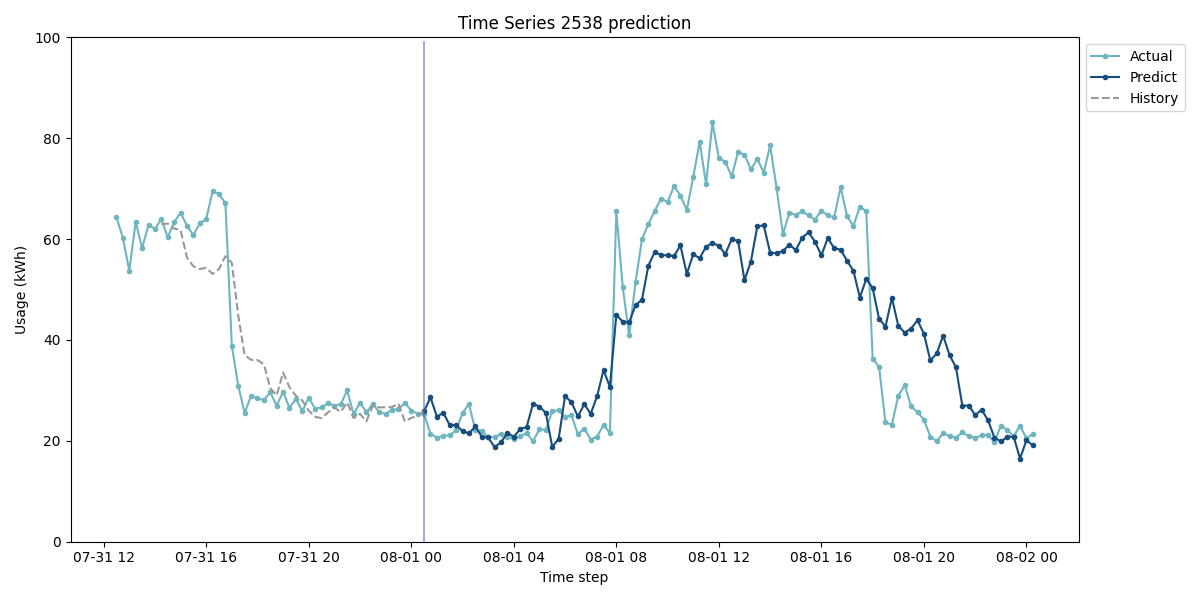 Time Series 2538 prediction
Usage (kWh)
100
80
60
40
20
0
07-31 12
07-31 16
07-31 20
08-01 00
08-01 04
08-01 08
08-01 12
08-01 16
08-01 20
08-02 00
Time step
Actual
Predict
History